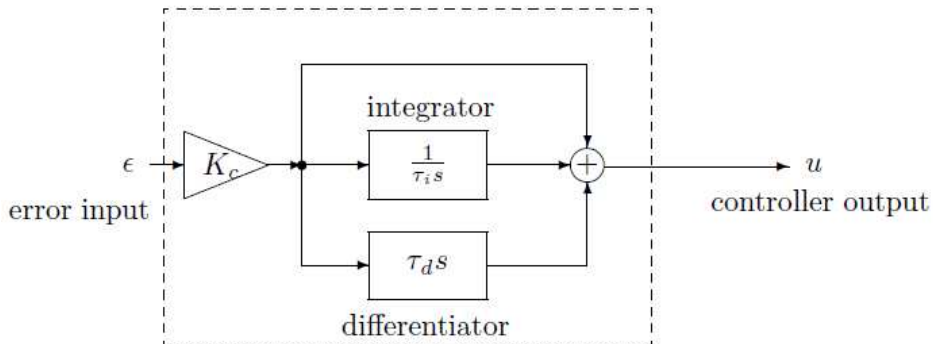 integrator
ϵ
K_c
1/τ_i s
+
u
error input
controller output
τ_d s
differentiator